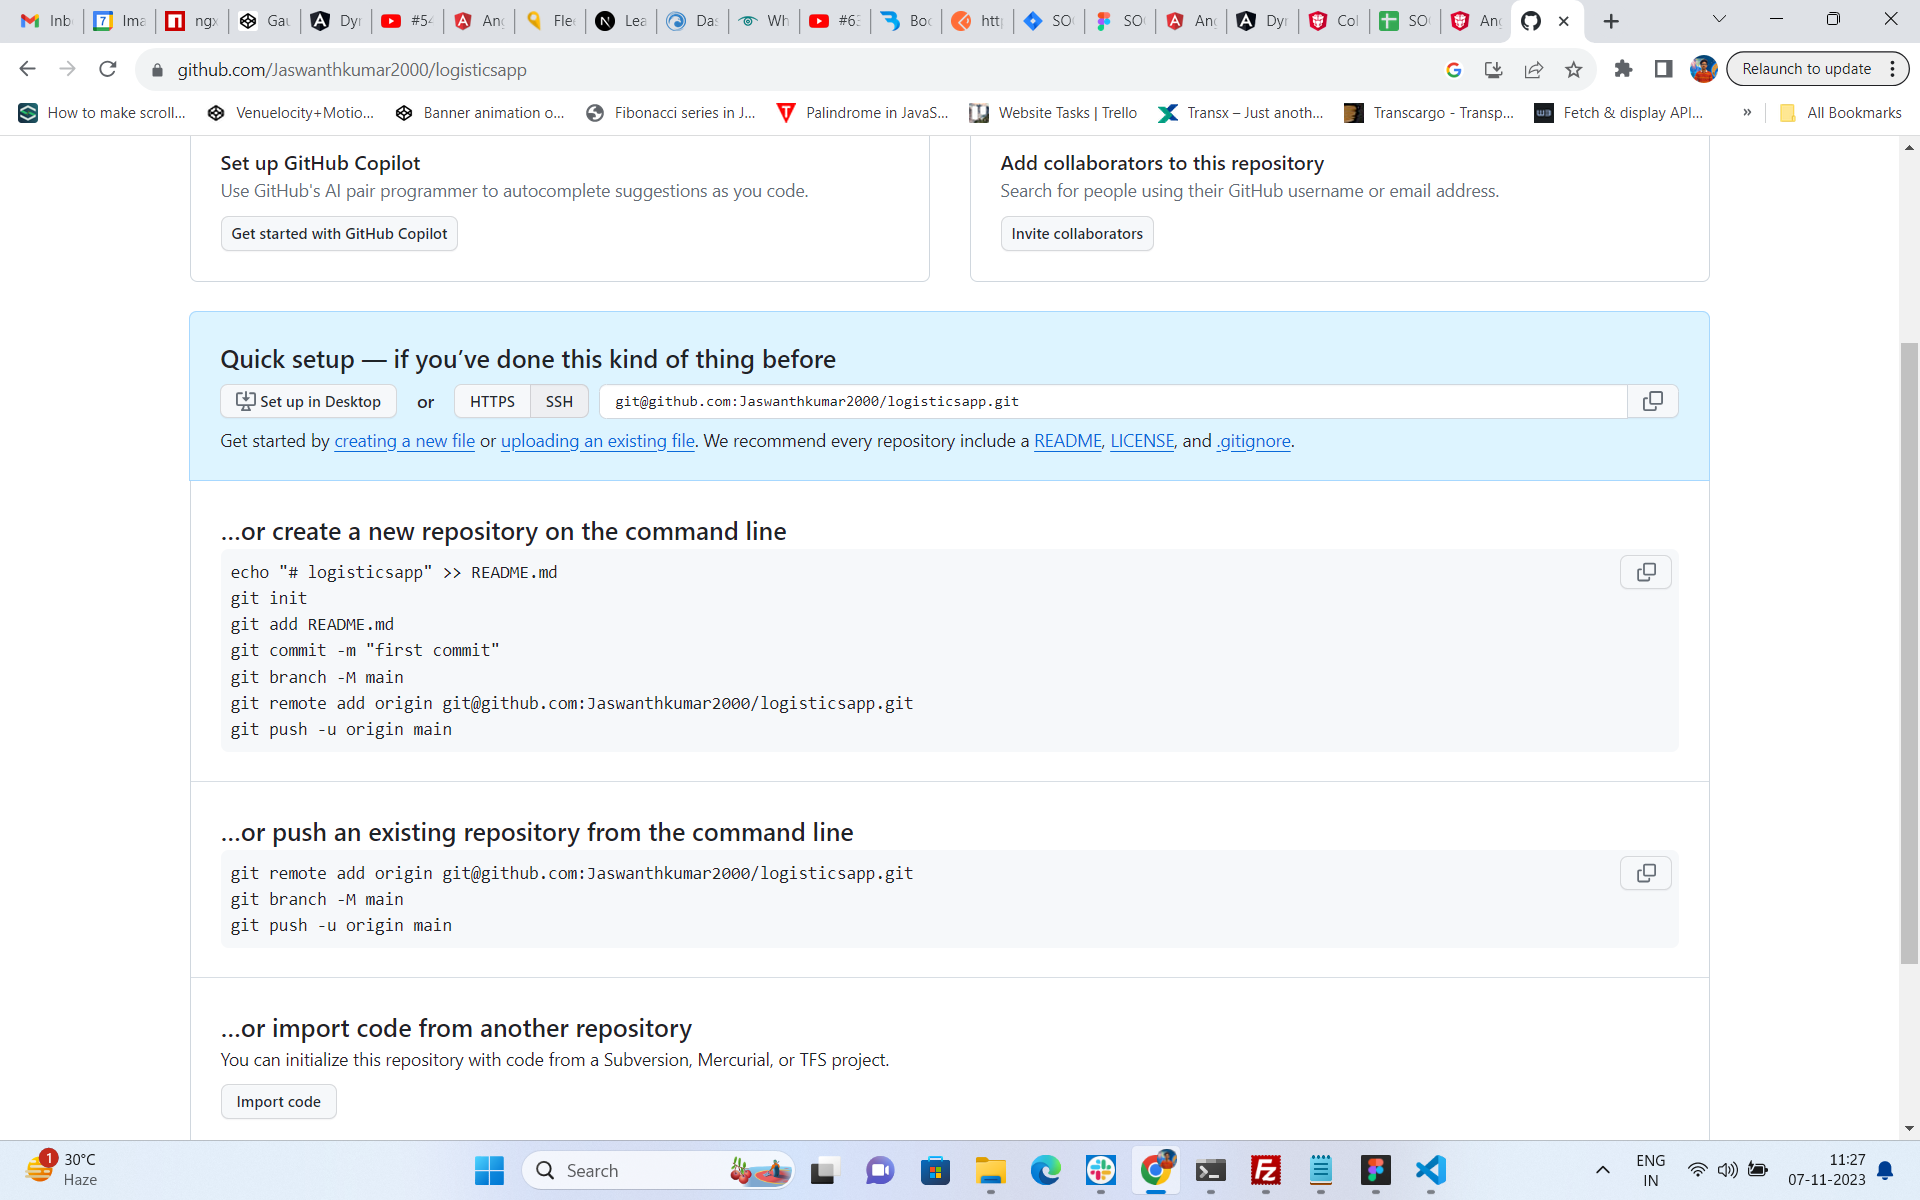 Inb
Ima
ngx
Gau
Dyn
#54
Ang
Flee
Lea
Das
Wh
#63
Boo
http
SO
SO
Ang
Dyn
Col
SO
Ang
github.com/Jaswanthkumar2000/logisticsapp
Relaunch to update
How to make scroll...
Venuelocity+Motio...
Banner animation o...
Fibonacci series in J...
Palindrome in JavaS...
Website Tasks | Trello
Transx – Just anoth...
Transcargo - Transp...
Fetch & display API...
»
All Bookmarks
Set up GitHub Copilot
Use GitHub's AI pair programmer to autocomplete suggestions as you code.
Get started with GitHub Copilot
Add collaborators to this repository
Search for people using their GitHub username or email address.
Invite collaborators
Quick setup — if you’ve done this kind of thing before
Set up in Desktop or HTTPS SSH git@github.com:Jaswanthkumar2000/logisticsapp.git
Get started by creating a new file or uploading an existing file. We recommend every repository include a README, LICENSE, and .gitignore.
…or create a new repository on the command line
echo "# logisticsapp" >> README.md
git init
git add README.md
git commit -m "first commit"
git branch -M main
git remote add origin git@github.com:Jaswanthkumar2000/logisticsapp.git
git push -u origin main
…or push an existing repository from the command line
git remote add origin git@github.com:Jaswanthkumar2000/logisticsapp.git
git branch -M main
git push -u origin main
…or import code from another repository
You can initialize this repository with code from a Subversion, Mercurial, or TFS project.
Import code
1
30°C
Haze
Search
ENG
IN
11:27
07-11-2023